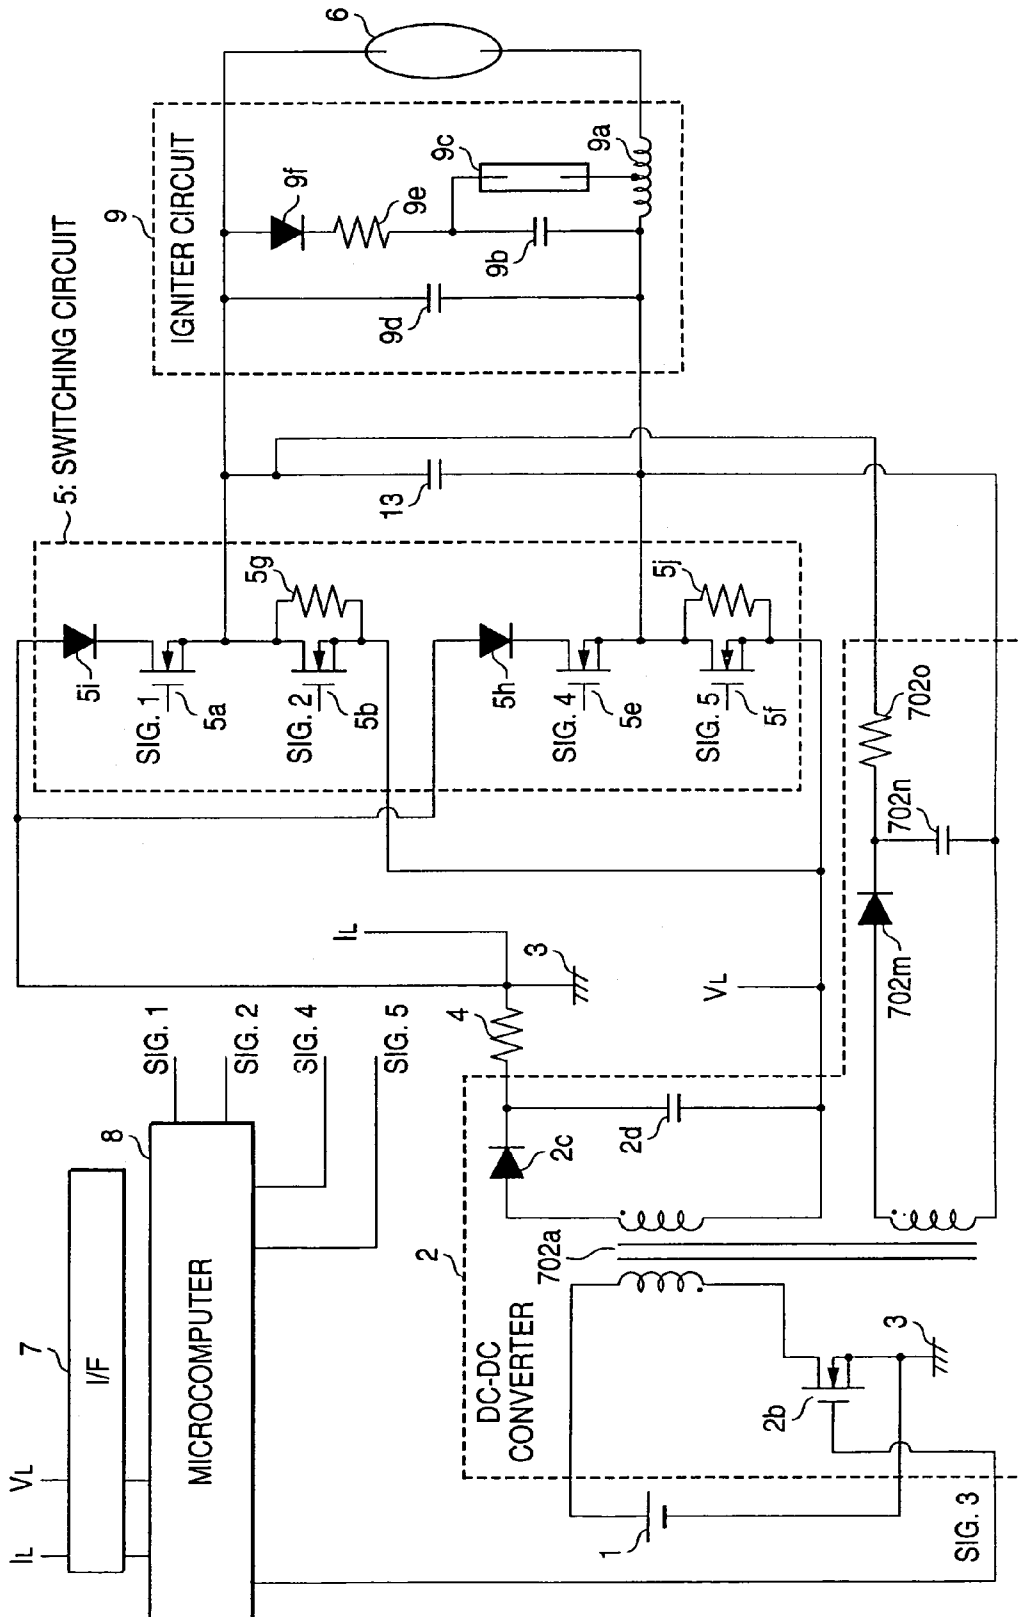 6
9
IGNITER CIRCUIT
9f
9e
9c
9a
9b
9d
5: SWITCHING CIRCUIT
13
5i
SIG. 1
5a
5g
SIG. 2
5b
5h
SIG. 4
5e
5j
SIG. 5
5f
702o
702n
702m
IL
3
4
VL
SIG. 1
SIG. 2
SIG. 4
SIG. 5
8
MICROCOMPUTER
7
I/F
VL
IL
2
DC-DC
CONVERTER
2c
2d
702a
3
2b
1
SIG. 3